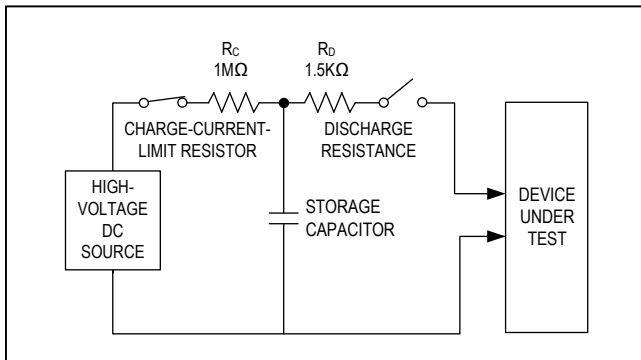 RC
1MΩ
RD
1.5KΩ
CHARGE-CURRENT-
LIMIT RESISTOR
DISCHARGE
RESISTANCE
HIGH-
VOLTAGE
DC
SOURCE
STORAGE
CAPACITOR
DEVICE
UNDER
TEST